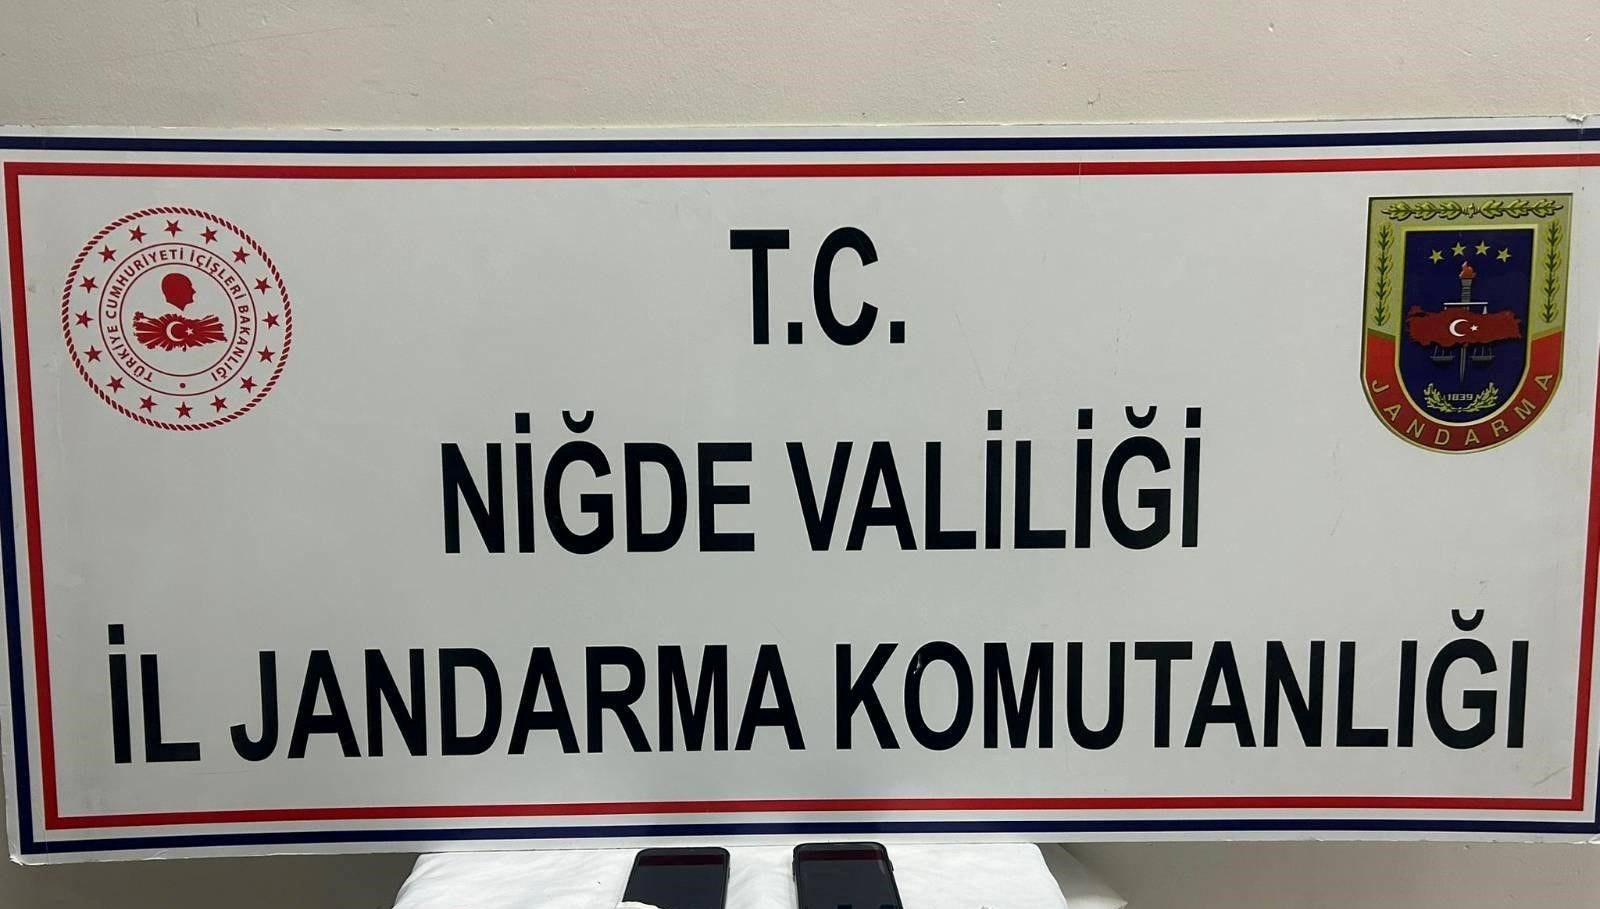 T.C.
NİĞDE VALİLİĞİ
İL JANDARMA KOMUTANLIĞI
TÜRKİYE CUMHURİYETİ İÇİŞLERİ BAKANLIĞI
1839
JANDARMA